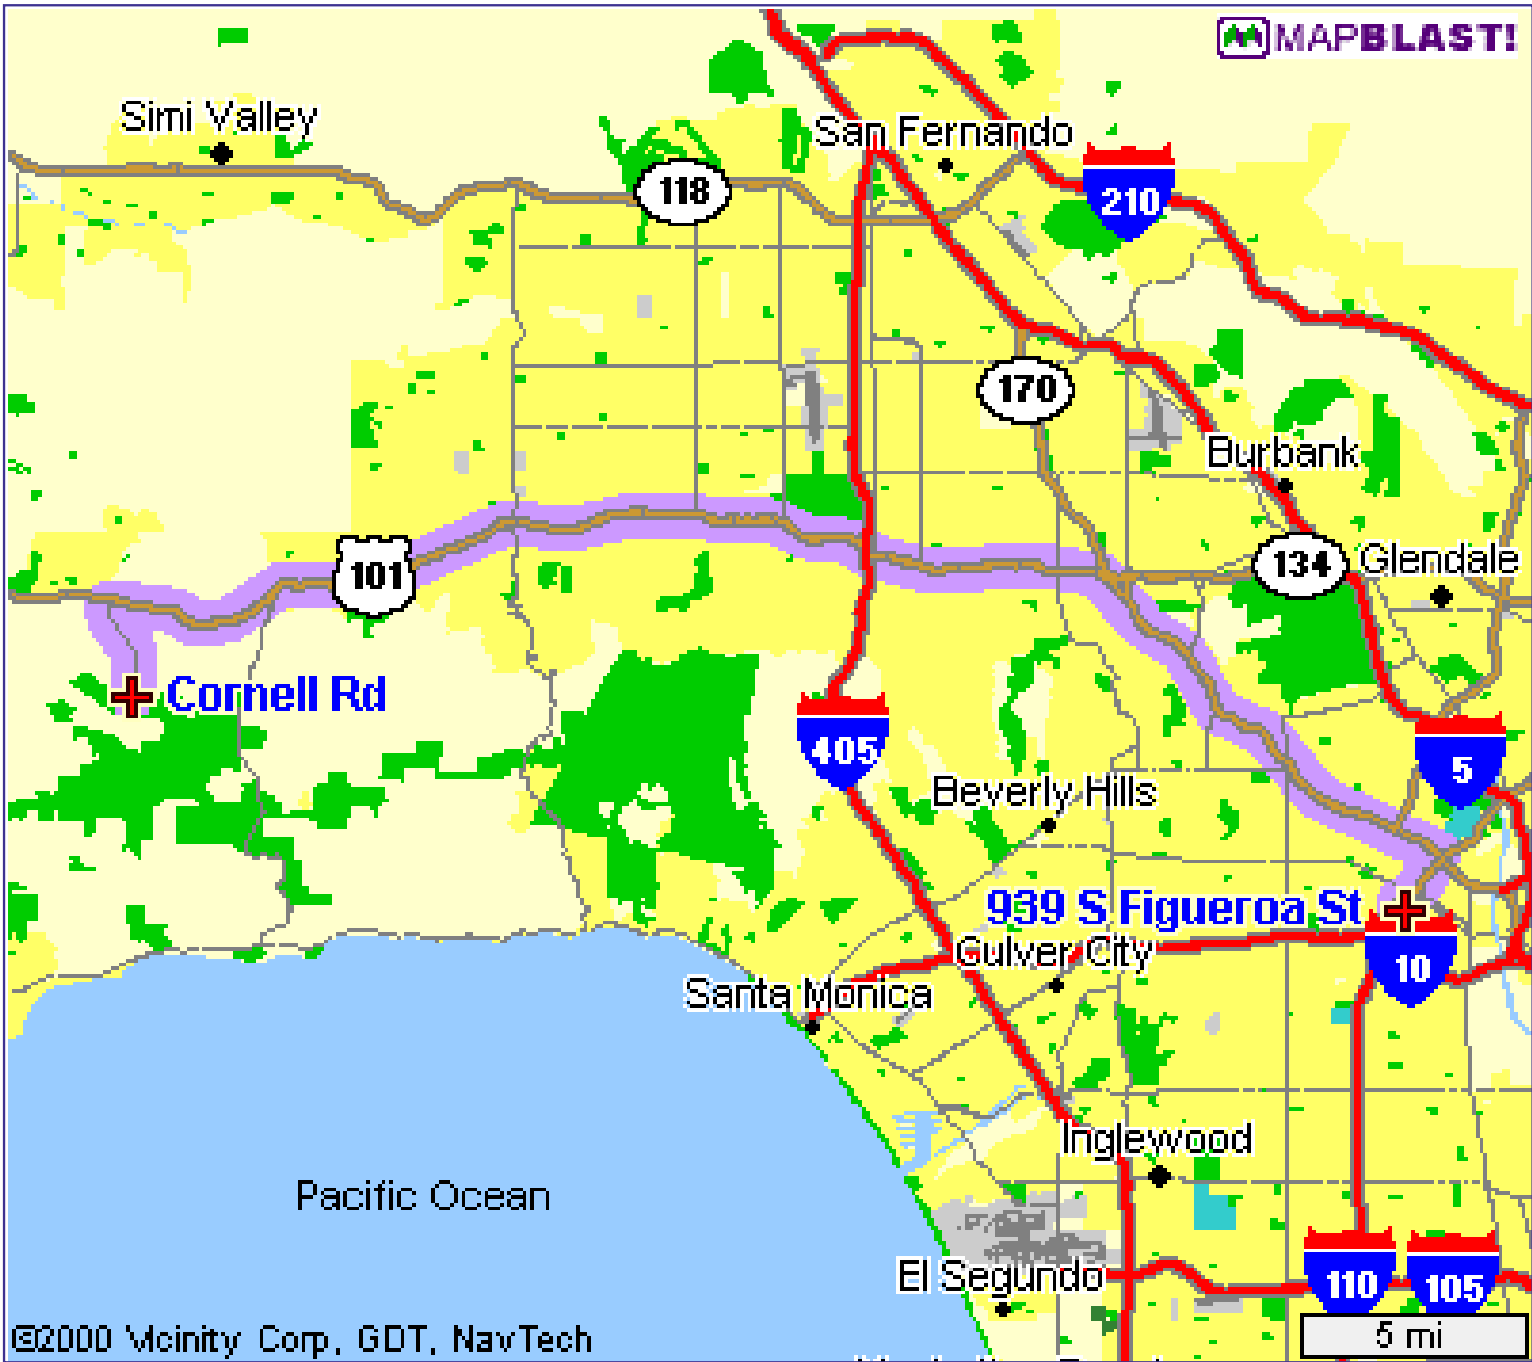 MAPBLAST!
Simi Valley
San Fernando
118
210
170
Burbank
134
Glendale
101
Cornell Rd
405
5
Beverly Hills
939 S Figueroa St
Culver City
10
Santa Monica
Inglewood
Pacific Ocean
El Segundo
110
105
©2000 Vicinity Corp, GDT, NavTech
5 mi